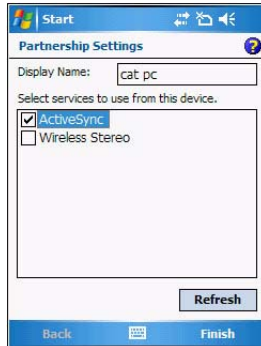 Start
Partnership Settings
Display Name: cat pc
Select services to use from this device.
ActiveSync
Wireless Stereo
Refresh
Back Finish